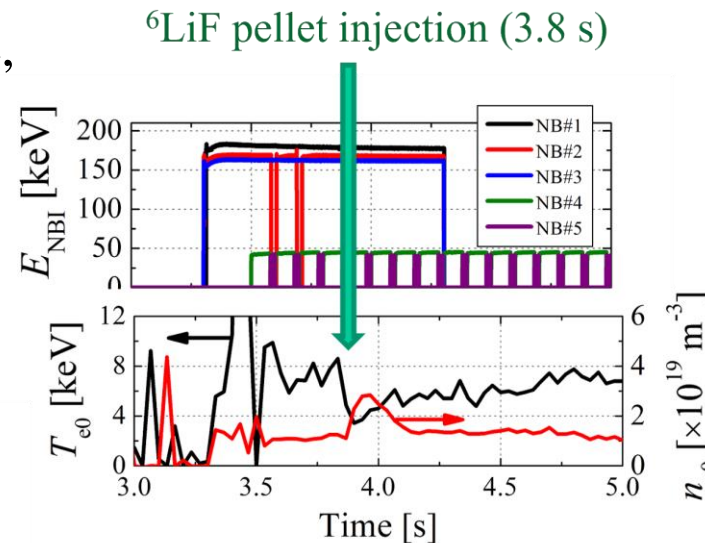 ⁶LiF pellet injection (3.8 s)
,
200
150
100
50
0
E_NBI [keV]
NB#1
NB#2
NB#3
NB#4
NB#5
12
8
4
0
T_e0 [keV]
6
4
2
0
[×10¹⁹ m⁻³]
3.0 3.5 4.0 4.5 5.0
Time [s]